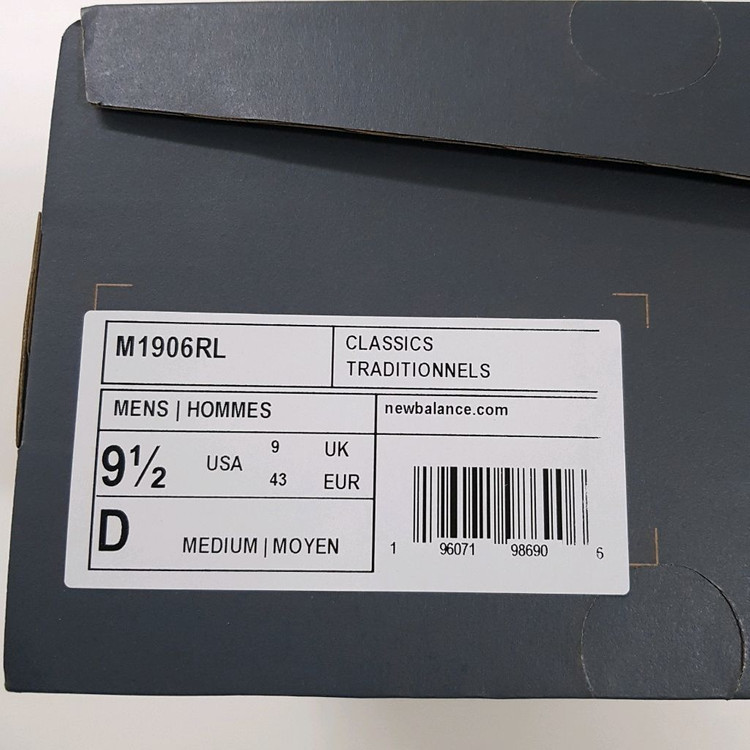 M1906RL
CLASSICS
TRADITIONNELS
MENS | HOMMES
newbalance.com
9½ USA 9 UK
43 EUR
D MEDIUM | MOYEN
1 96071 98690 6